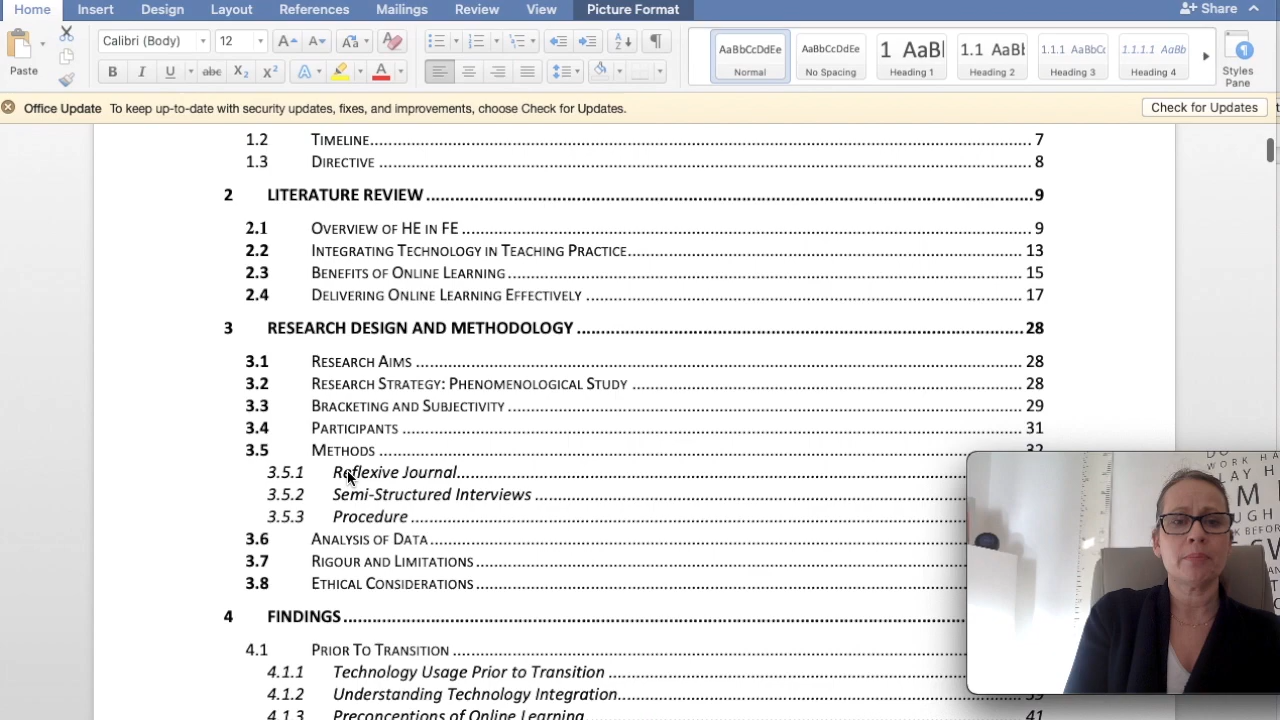 Home Insert Design Layout References Mailings Review View Picture Format Share
Paste Calibri (Body) 12 A A Aa A
B I U abc X₂ X² A A
AaBbCcDdEe AaBbCcDdEe 1 AaBl 1.1 AaBb 1.1.1 AaBbCc 1.1.1.1 AaBb
Normal No Spacing Heading 1 Heading 2 Heading 3 Heading 4 Styles Pane
Office Update To keep up-to-date with security updates, fixes, and improvements, choose Check for Updates. Check for Updates
1.2 Timeline 7
1.3 Directive 8
2 LITERATURE REVIEW 9
2.1 Overview of HE in FE 9
2.2 Integrating Technology in Teaching Practice 13
2.3 Benefits of Online Learning 15
2.4 Delivering Online Learning Effectively 17
3 RESEARCH DESIGN AND METHODOLOGY 28
3.1 Research Aims 28
3.2 Research Strategy: Phenomenological Study 28
3.3 Bracketing and Subjectivity 29
3.4 Participants 31
3.5 Methods 32
3.5.1 Reflexive Journal
3.5.2 Semi-Structured Interviews
3.5.3 Procedure
3.6 Analysis of Data
3.7 Rigour and Limitations
3.8 Ethical Considerations
4 FINDINGS
4.1 Prior To Transition
4.1.1 Technology Usage Prior to Transition
4.1.2 Understanding Technology Integration 39
4.1.3 Preconceptions of Online Learning 41
WORK HA